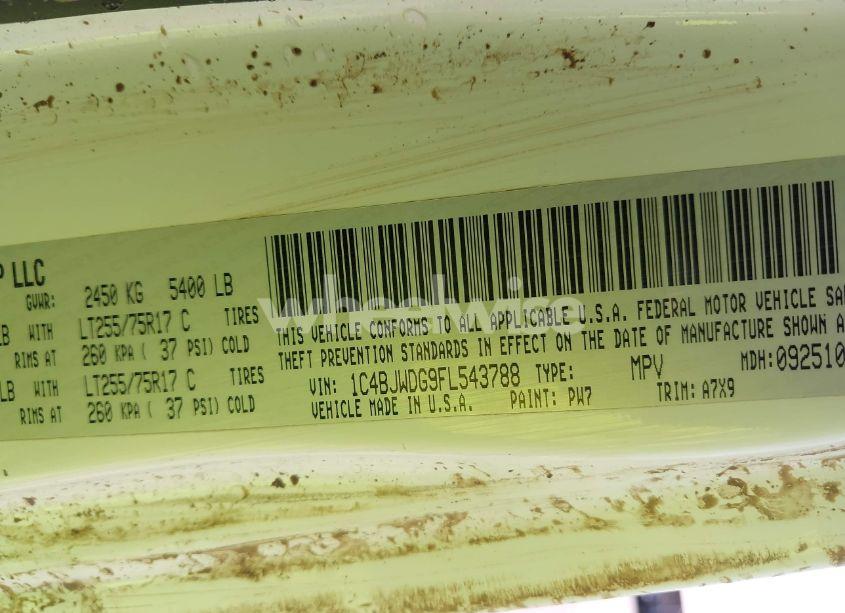 P LLC
GVWR: 2450 KG 5400 LB
LB WITH LT255/75R17 C TIRES
RIMS AT 260 KPA ( 37 PSI) COLD
LB WITH LT255/75R17 C TIRES
RIMS AT 260 KPA ( 37 PSI) COLD
wheelwise
THIS VEHICLE CONFORMS TO ALL APPLICABLE U.S.A. FEDERAL MOTOR VEHICLE SA
THEFT PREVENTION STANDARDS IN EFFECT ON THE DATE OF MANUFACTURE SHOWN A
VIN: 1C4BJWDG9FL543788 TYPE: MPV MDH: 092510
VEHICLE MADE IN U.S.A. PAINT: PW7 TRIM: A7X9